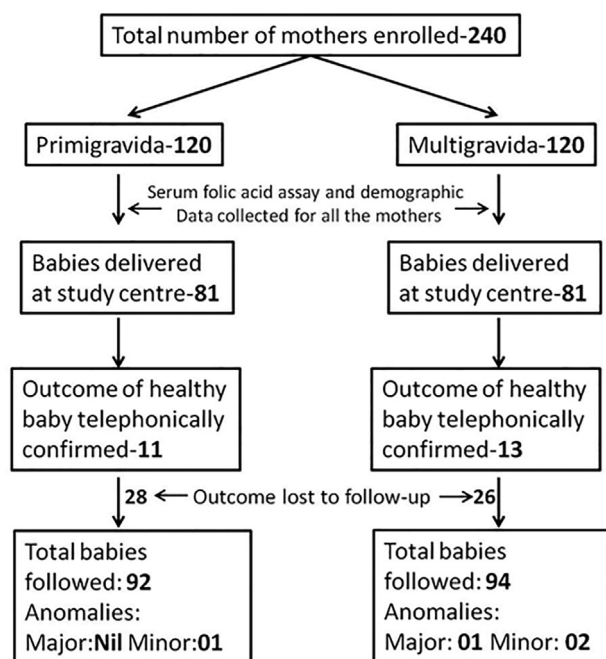 Total number of mothers enrolled-240
Primigravida-120
Multigravida-120
Serum folic acid assay and demographic
Data collected for all the mothers
Babies delivered
at study centre-81
Babies delivered
at study centre-81
Outcome of healthy
baby telephonically
confirmed-11
Outcome of healthy
baby telephonically
confirmed-13
28 Outcome lost to follow-up 26
Total babies
followed: 92
Anomalies:
Major:Nil Minor:01
Total babies
followed: 94
Anomalies:
Major: 01 Minor: 02